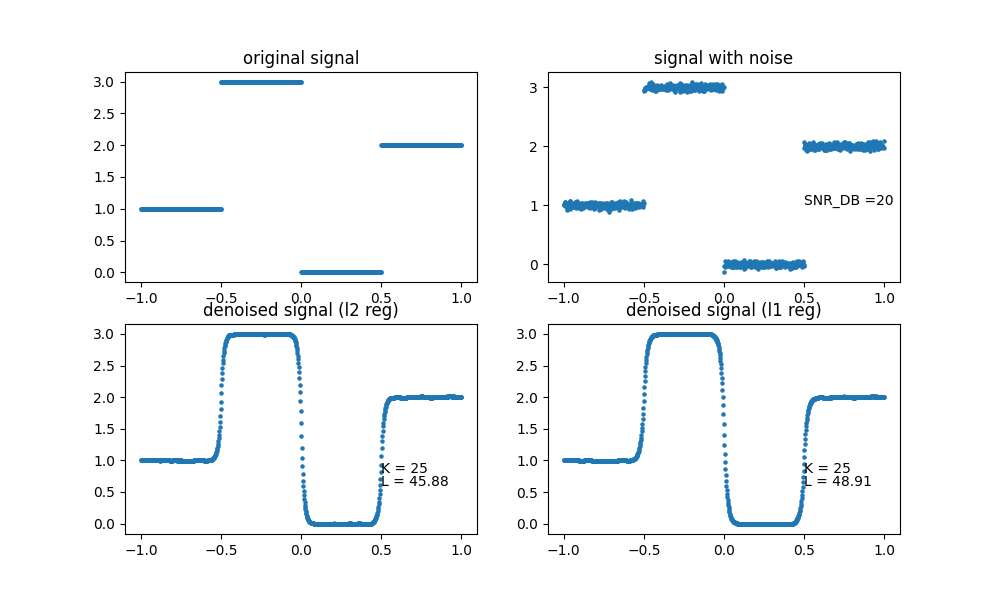 original signal
3.0
2.5
2.0
1.5
1.0
0.5
0.0
−1.0 −0.5 0.0 0.5 1.0
signal with noise
3
2
1
0
SNR_DB =20
−1.0 −0.5 0.0 0.5 1.0
denoised signal (l2 reg)
3.0
2.5
2.0
1.5
1.0
0.5
0.0
K = 25
L = 45.88
−1.0 −0.5 0.0 0.5 1.0
denoised signal (l1 reg)
3.0
2.5
2.0
1.5
1.0
0.5
0.0
K = 25
L = 48.91
−1.0 −0.5 0.0 0.5 1.0